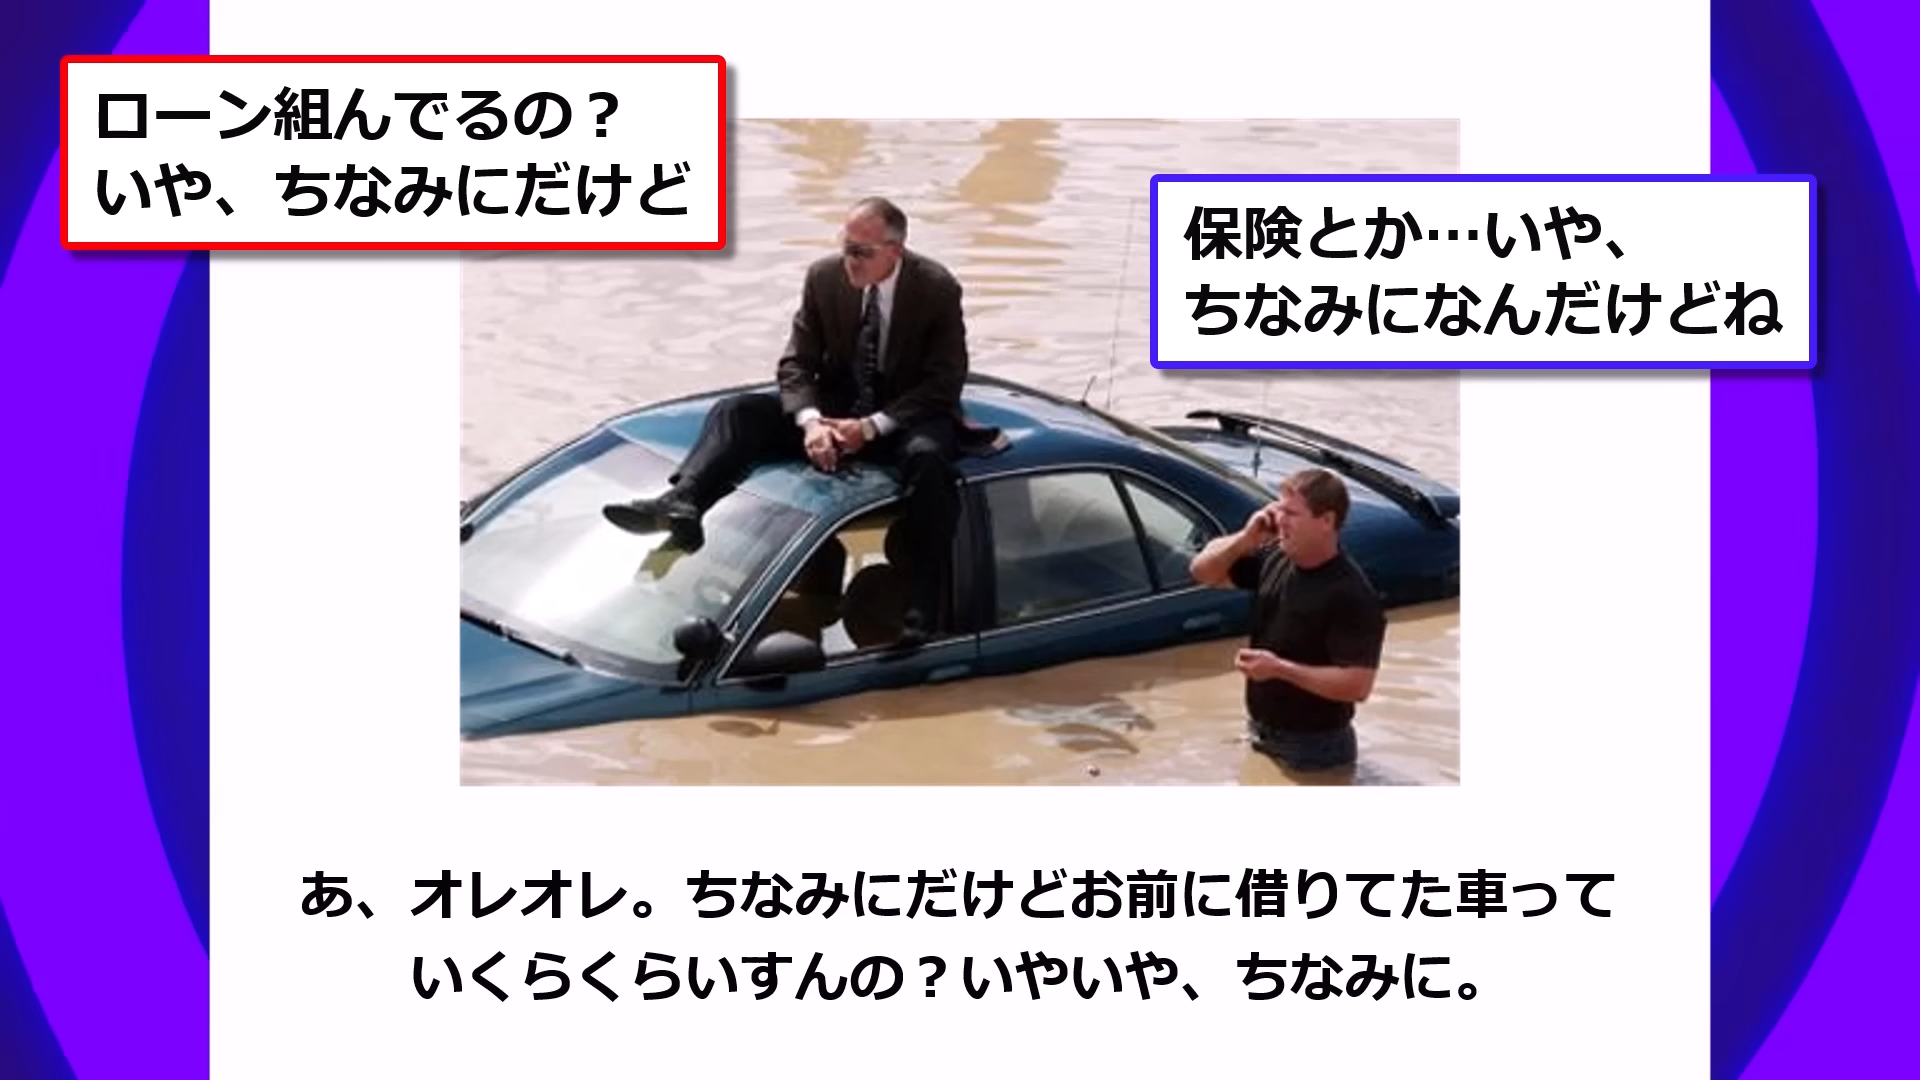 ローン組んでるの？
いや、ちなみにだけど
保険とか…いや、
ちなみになんだけどね
あ、オレオレ。ちなみにだけどお前に借りてた車って
いくらくらいすんの？いやいや、ちなみに。